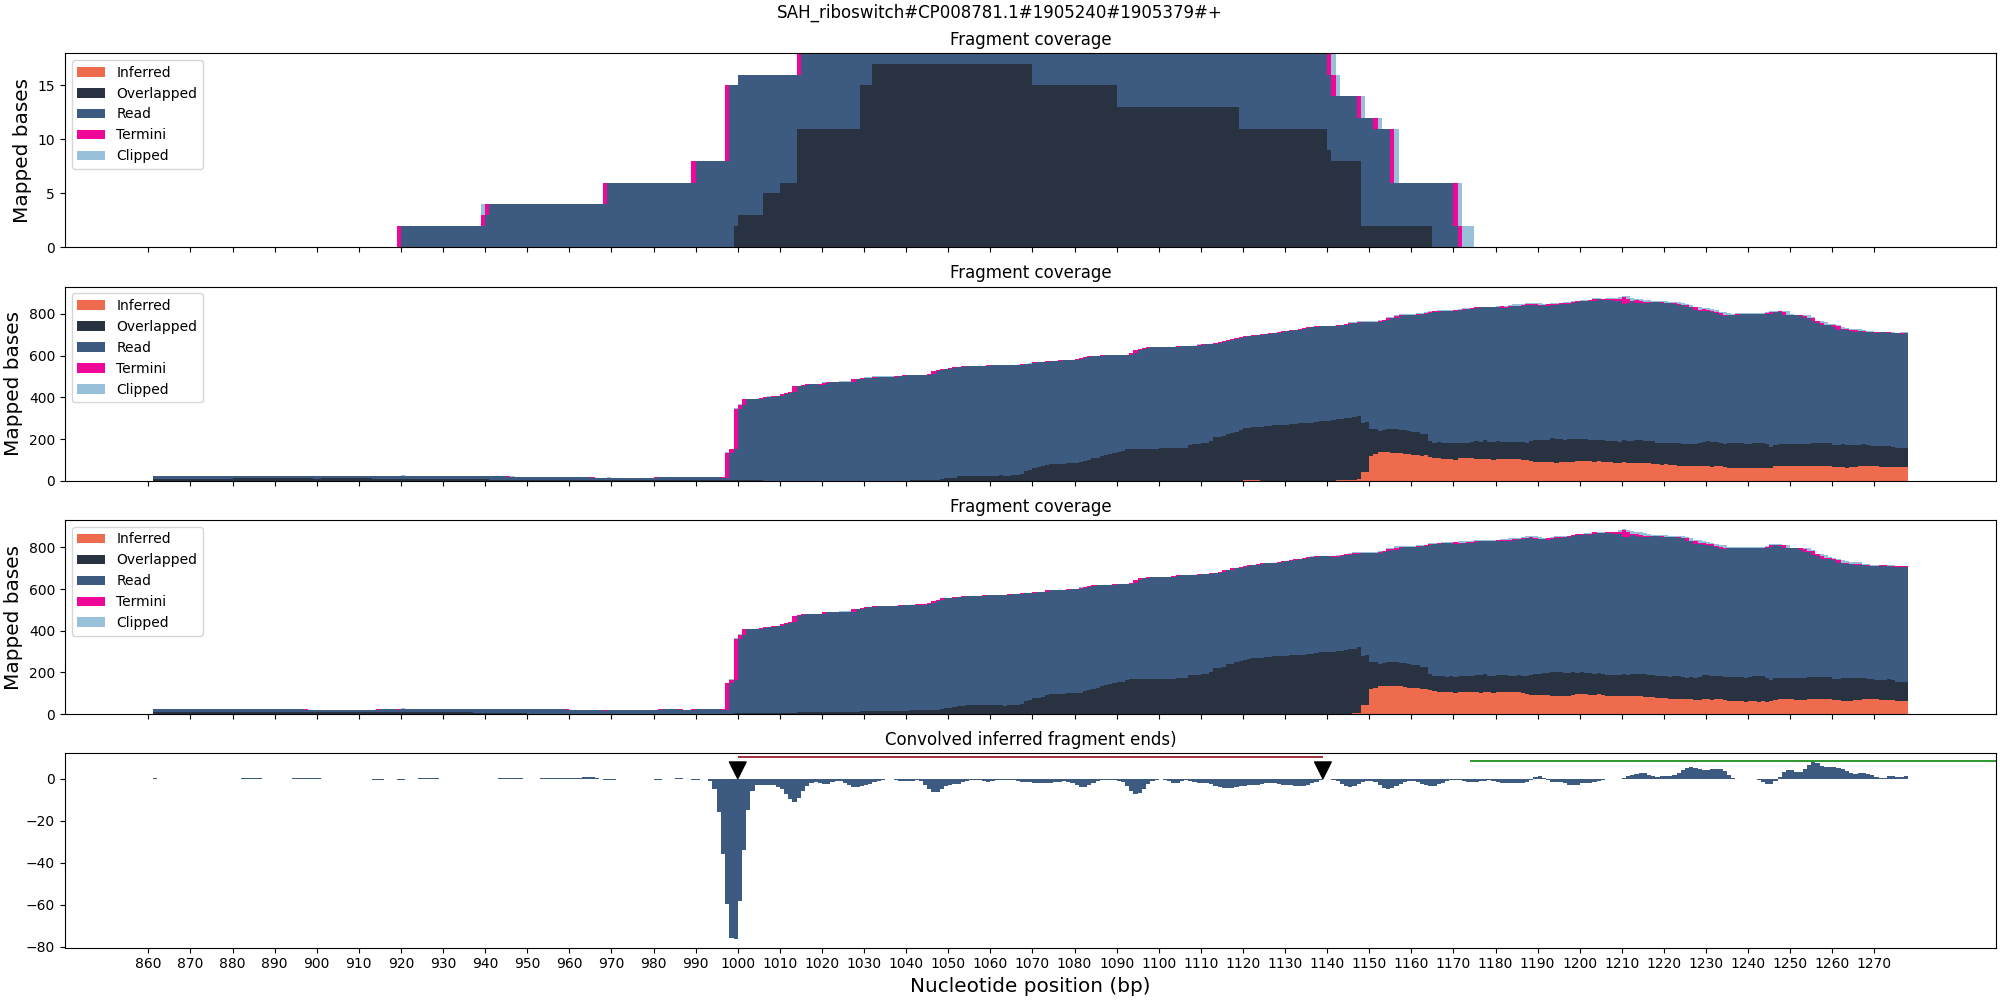 SAH_riboswitch#CP008781.1#1905240#1905379#+
Fragment coverage
Mapped bases
15
10
5
0
Inferred
Overlapped
Read
Termini
Clipped
Fragment coverage
Mapped bases
800
600
400
200
0
Inferred
Overlapped
Read
Termini
Clipped
Fragment coverage
Mapped bases
800
600
400
200
0
Inferred
Overlapped
Read
Termini
Clipped
Convolved inferred fragment ends)
0
−20
−40
−60
−80
860 870 880 890 900 910 920 930 940 950 960 970 980 990 1000 1010 1020 1030 1040 1050 1060 1070 1080 1090 1100 1110 1120 1130 1140 1150 1160 1170 1180 1190 1200 1210 1220 1230 1240 1250 1260 1270
Nucleotide position (bp)